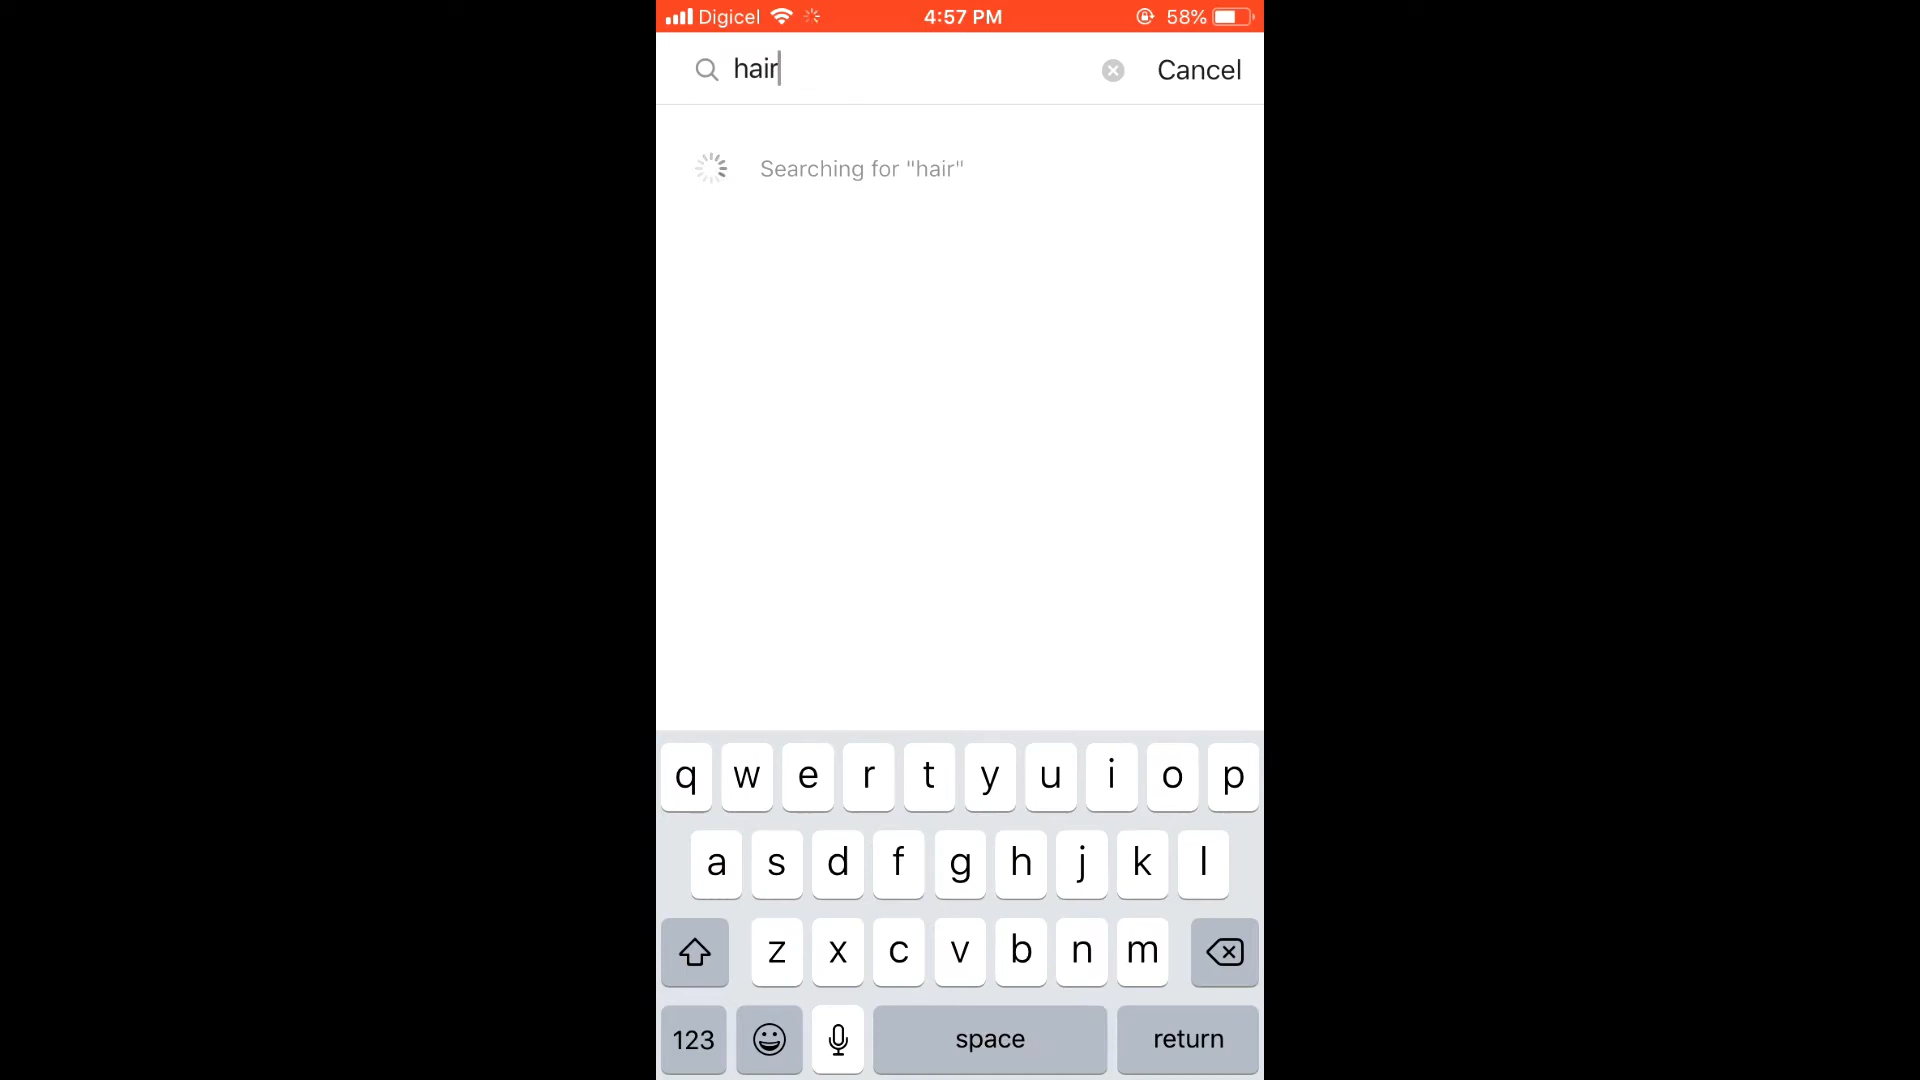 Digicel 4:57 PM 58%
hair Cancel
Searching for "hair"
q w e r t y u i o p
a s d f g h j k l
z x c v b n m
123 space return